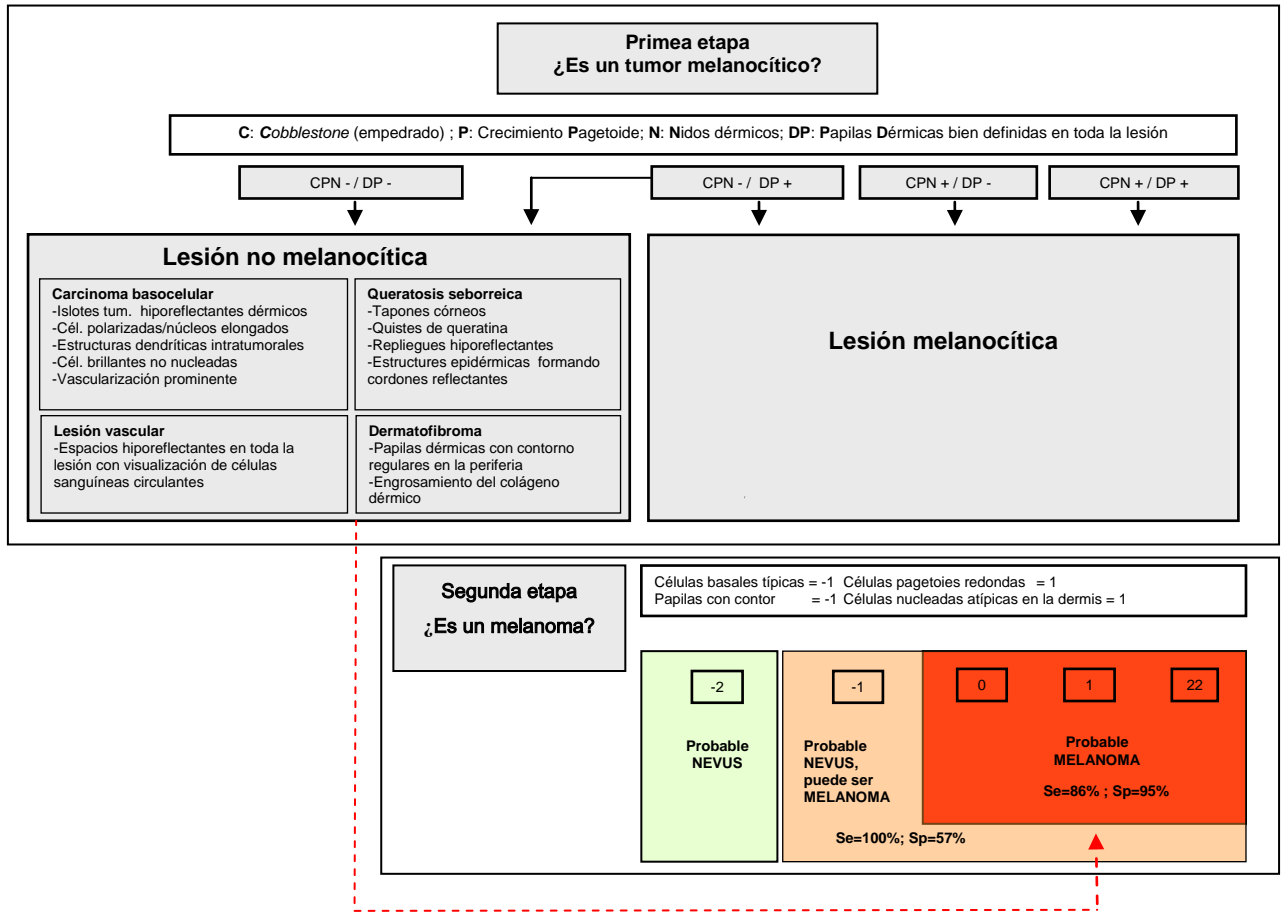 Primea etapa
¿Es un tumor melanocítico?
C: Cobblestone (empedrado) ; P: Crecimiento Pagetoide; N: Nidos dérmicos; DP: Papilas Dérmicas bien definidas en toda la lesión
CPN - / DP -
CPN - / DP +
CPN + / DP -
CPN + / DP +
Lesión no melanocítica
Carcinoma basocelular
-Islotes tum. hiporeflectantes dérmicos
-Cél. polarizadas/núcleos elongados
-Estructuras dendríticas intratumorales
-Cél. brillantes no nucleadas
-Vascularización prominente
Queratosis seborreica
-Tapones córneos
-Quistes de queratina
-Repliegues hiporeflectantes
-Estructures epidérmicas formando
cordones reflectantes
Lesión vascular
-Espacios hiporeflectantes en toda la
lesión con visualización de células
sanguíneas circulantes
Dermatofibroma
-Papilas dérmicas con contorno
regulares en la periferia
-Engrosamiento del colágeno
dérmico
Lesión melanocítica
Segunda etapa
¿Es un melanoma?
Células basales típicas = -1 Células pagetoies redondas = 1
Papilas con contor = -1 Células nucleadas atípicas en la dermis = 1
-2
-1
0
1
22
Probable
NEVUS
Probable
NEVUS,
puede ser
MELANOMA
Probable
MELANOMA
Se=86% ; Sp=95%
Se=100%; Sp=57%